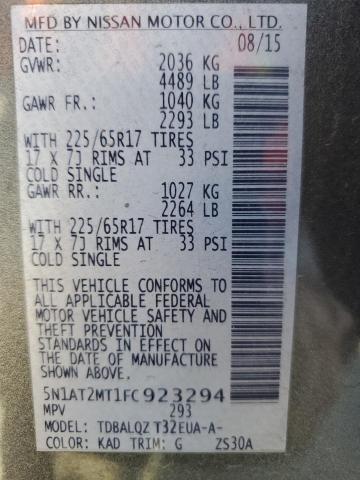 MFD BY NISSAN MOTOR CO., LTD.
DATE: 08/15
GVWR: 2036 KG
4489 LB
GAWR FR.: 1040 KG
2293 LB
WITH 225/65R17 TIRES
17 X 7J RIMS AT 33 PSI
COLD SINGLE
GAWR RR.: 1027 KG
2264 LB
WITH 225/65R17 TIRES
17 X 7J RIMS AT 33 PSI
COLD SINGLE
THIS VEHICLE CONFORMS TO
ALL APPLICABLE FEDERAL
MOTOR VEHICLE SAFETY AND
THEFT PREVENTION
STANDARDS IN EFFECT ON THE
DATE OF MANUFACTURE
SHOWN ABOVE.
5N1AT2MT1FC923294
MPV 293
MODEL: TDBALQZ T32EUA-A-
COLOR: KAD TRIM: G ZS30A